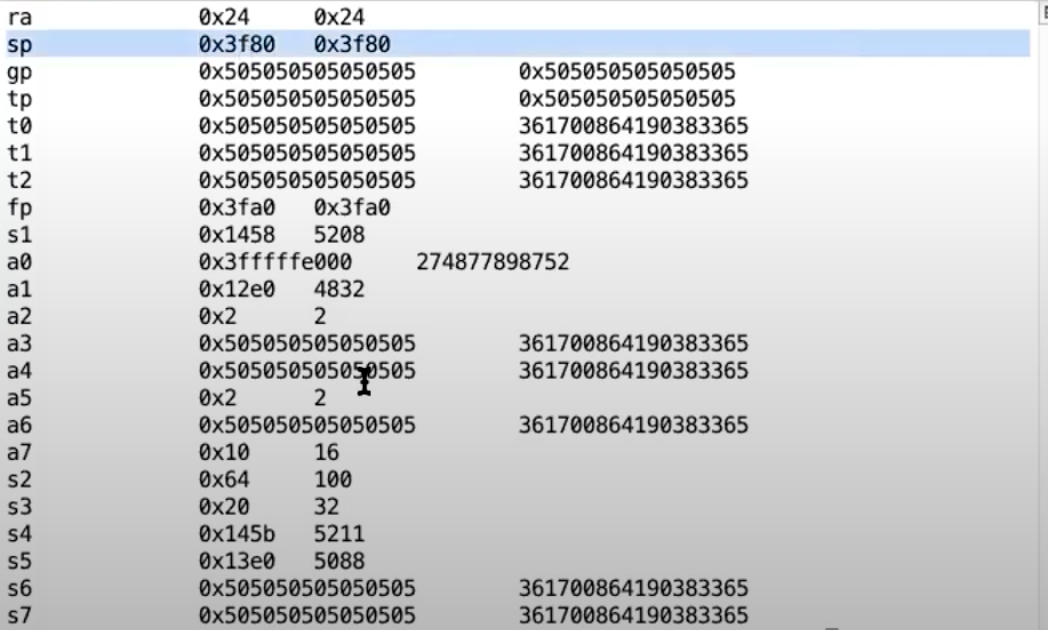 ra 0x24 0x24
sp 0x3f80 0x3f80
gp 0x505050505050505 0x505050505050505
tp 0x505050505050505 0x505050505050505
t0 0x505050505050505 361700864190383365
t1 0x505050505050505 361700864190383365
t2 0x505050505050505 361700864190383365
fp 0x3fa0 0x3fa0
s1 0x1458 5208
a0 0x3fffffe000 274877898752
a1 0x12e0 4832
a2 0x2 2
a3 0x505050505050505 361700864190383365
a4 0x505050505050505 361700864190383365
a5 0x2 2
a6 0x505050505050505 361700864190383365
a7 0x10 16
s2 0x64 100
s3 0x20 32
s4 0x145b 5211
s5 0x13e0 5088
s6 0x505050505050505 361700864190383365
s7 0x505050505050505 361700864190383365